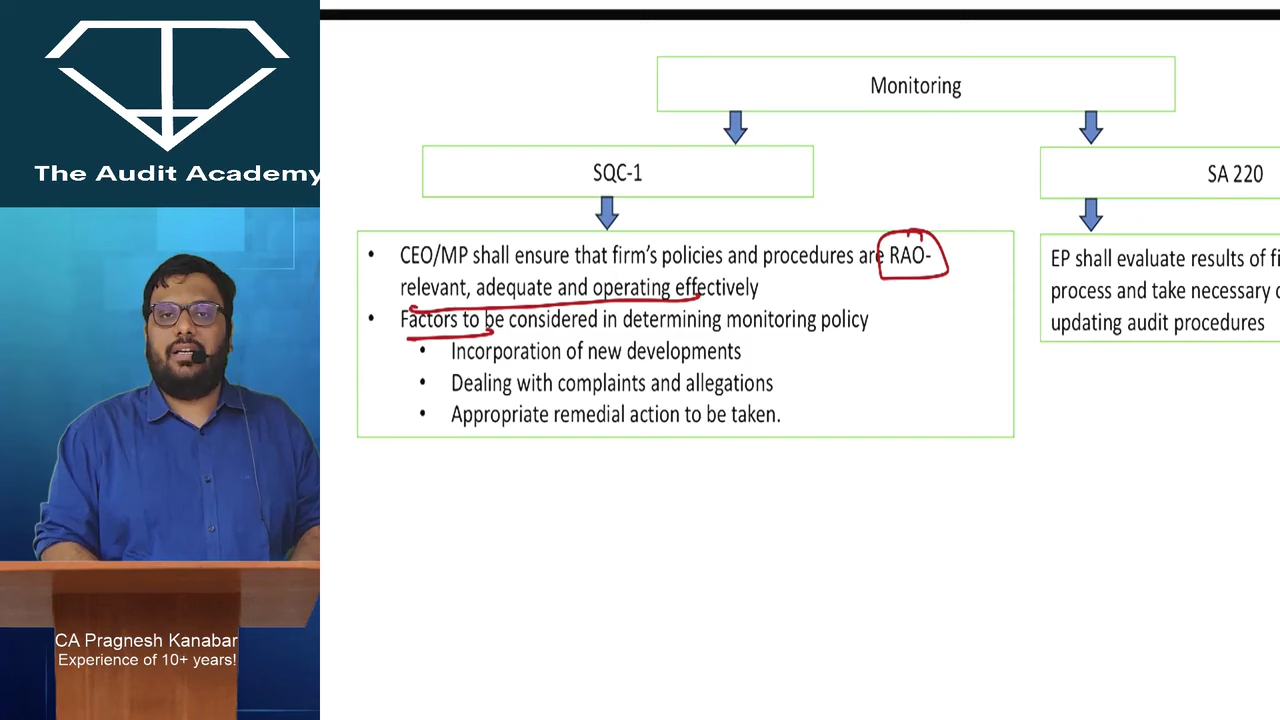 The Audit Academy
CA Pragnesh Kanabar
Experience of 10+ years!
Monitoring
SQC-1
SA 220
• CEO/MP shall ensure that firm's policies and procedures are RAO-
relevant, adequate and operating effectively
• Factors to be considered in determining monitoring policy
• Incorporation of new developments
• Dealing with complaints and allegations
• Appropriate remedial action to be taken.
EP shall evaluate results of
process and take necessary
updating audit procedures